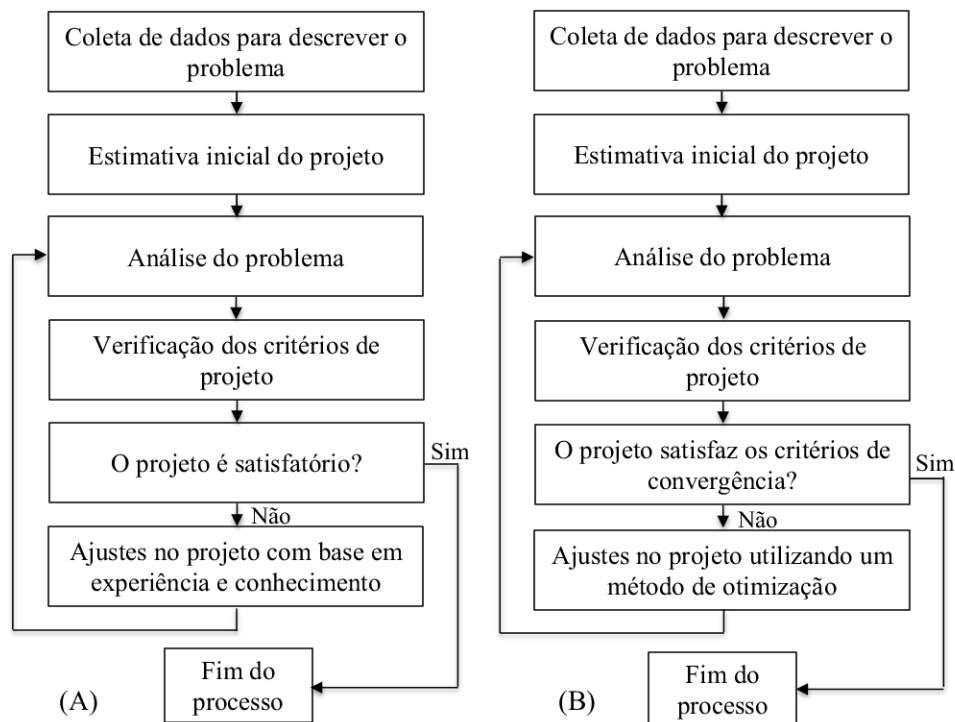 Coleta de dados para descrever o
problema
Estimativa inicial do projeto
Análise do problema
Verificação dos critérios de
projeto
O projeto é satisfatório?
Sim
Não
Ajustes no projeto com base em
experiência e conhecimento
Fim do
processo
(A)
Coleta de dados para descrever o
problema
Estimativa inicial do projeto
Análise do problema
Verificação dos critérios de
projeto
O projeto satisfaz os critérios de
convergência?
Sim
Não
Ajustes no projeto utilizando um
método de otimização
Fim do
processo
(B)